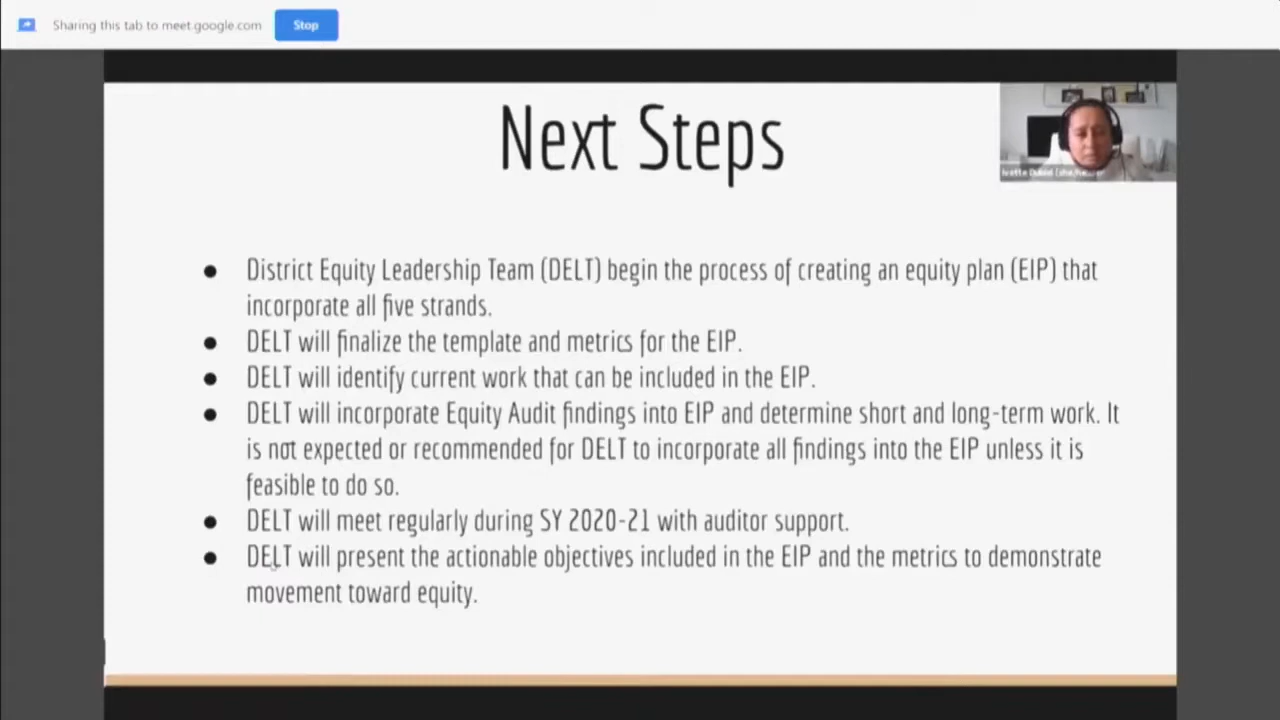 Sharing this tab to meet.google.com Stop
Next Steps
● District Equity Leadership Team (DELT) begin the process of creating an equity plan (EIP) that
incorporate all five strands.
● DELT will finalize the template and metrics for the EIP.
● DELT will identify current work that can be included in the EIP.
● DELT will incorporate Equity Audit findings into EIP and determine short and long-term work. It
is not expected or recommended for DELT to incorporate all findings into the EIP unless it is
feasible to do so.
● DELT will meet regularly during SY 2020-21 with auditor support.
● DELT will present the actionable objectives included in the EIP and the metrics to demonstrate
movement toward equity.